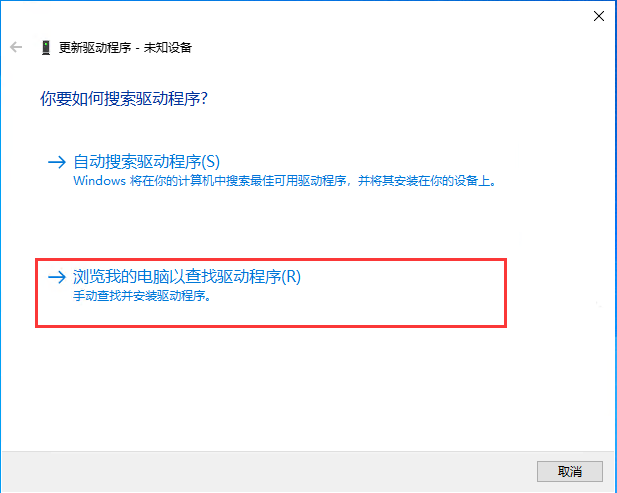 更新驱动程序 - 未知设备
你要如何搜索驱动程序?
自动搜索驱动程序(S)
Windows 将在你的计算机中搜索最佳可用驱动程序，并将其安装在你的设备上。
浏览我的电脑以查找驱动程序(R)
手动查找并安装驱动程序。
取消